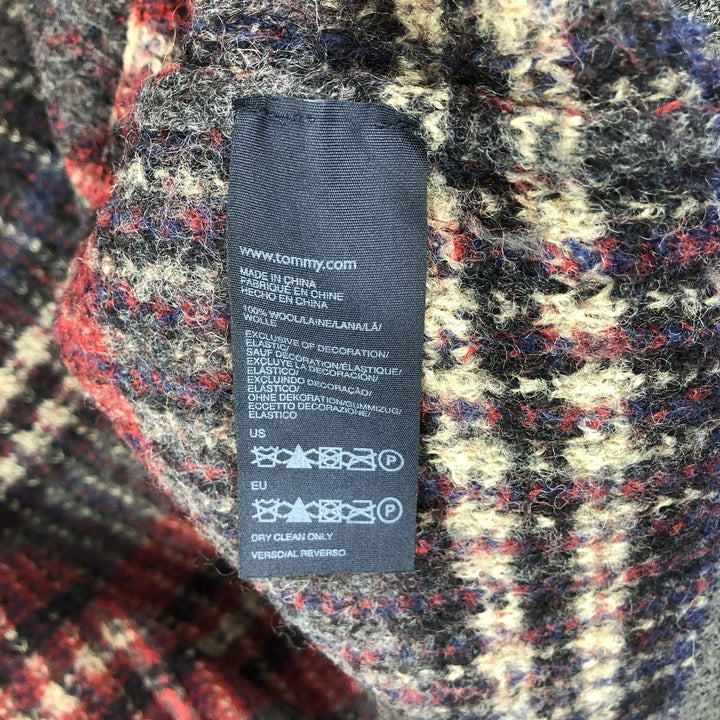 www.tommy.com
MADE IN CHINA
FABRIQUÉ EN CHINE
HECHO EN CHINA
100% WOOL/LAINE/LANA/LÃ/
WOLLE
EXCLUSIVE OF DECORATION/
ELASTIC/
SAUF DÉCORATION/ÉLASTIQUE/
EXCLUYE LA DECORACIÓN/
ELÁSTICO/
EXCLUINDO DECORAÇÃO/
ELÁSTICO/
OHNE DEKORATION/GUMMIZUG/
ECCETTO DECORAZIONE/
ELASTICO
US
P
EU
P
DRY CLEAN ONLY
VERSO/AL REVERSO